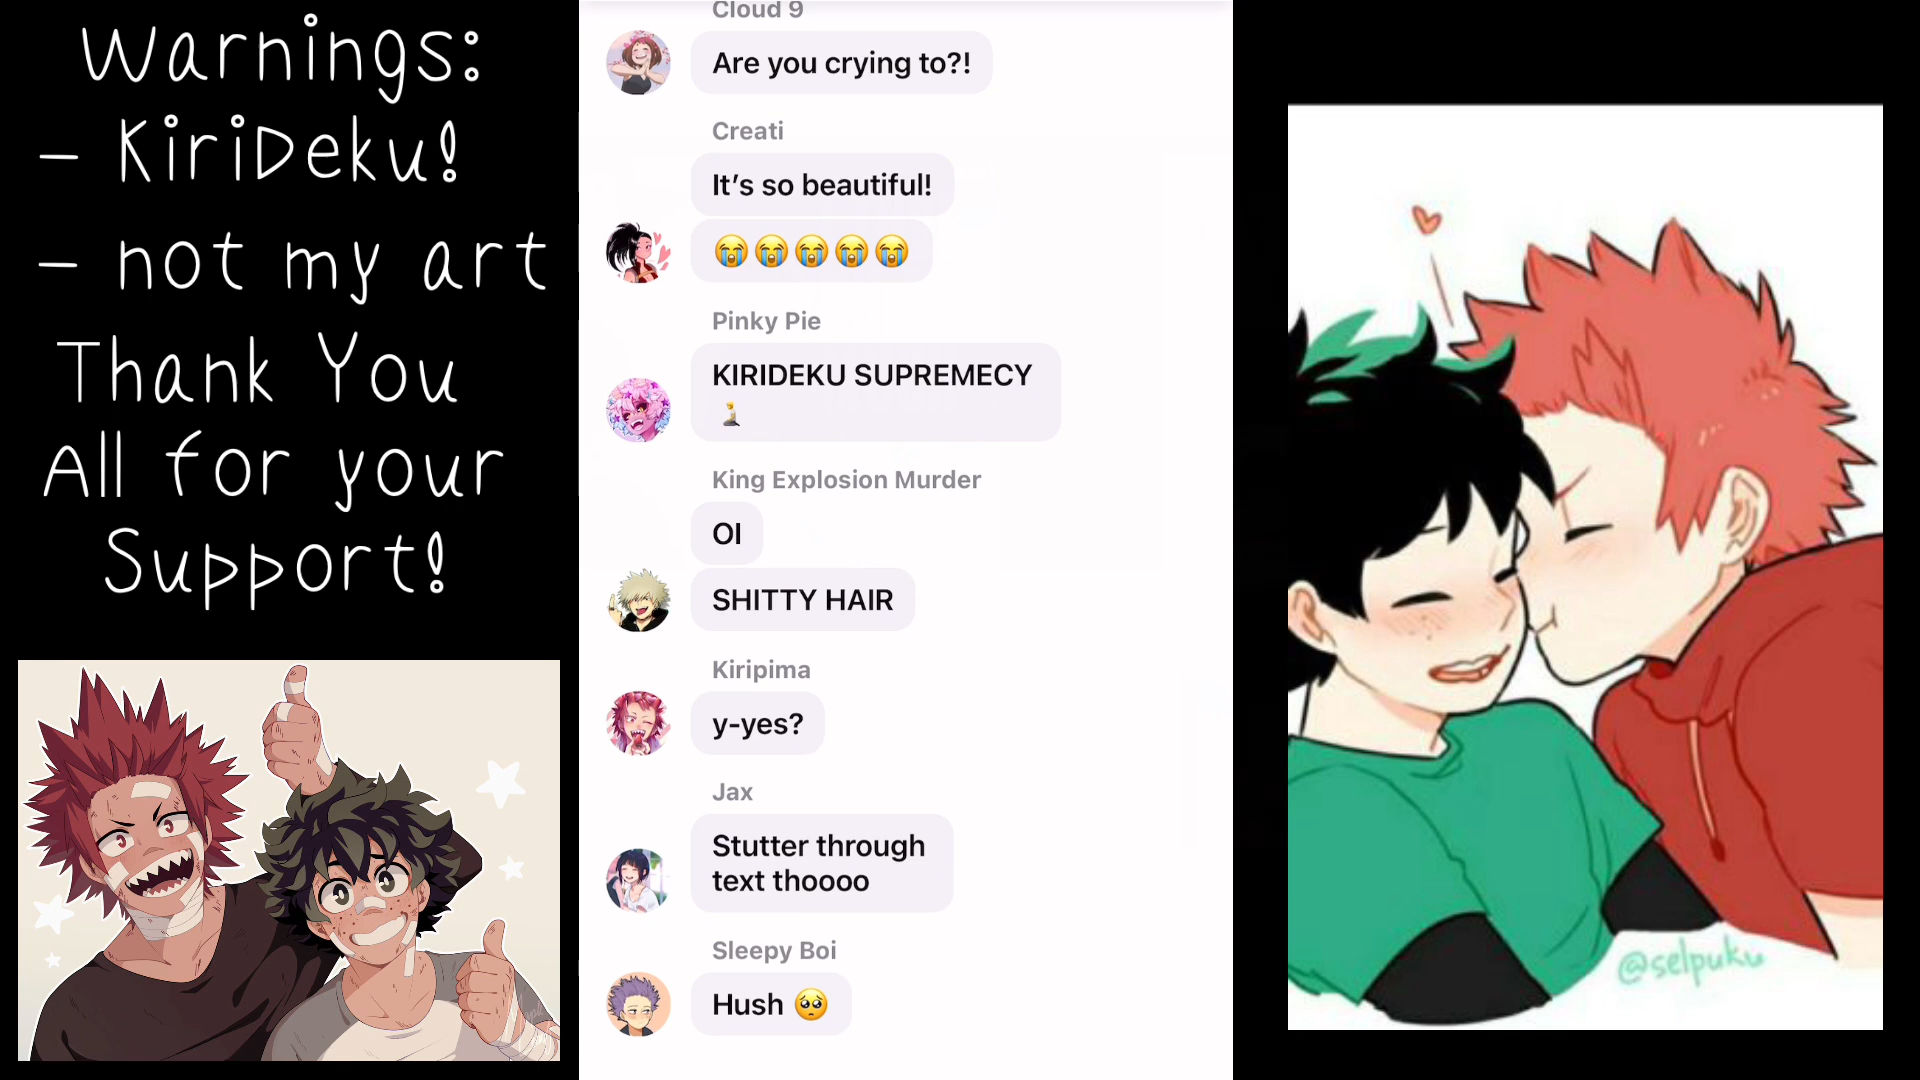 Warnings:
- KiriDeku!
- not my art
Thank You
All for your
Support!
Cloud 9
Are you crying to?!
Creati
It’s so beautiful!
😭😭😭😭😭
Pinky Pie
KIRIDEKU SUPREMECY
🧎
King Explosion Murder
OI
SHITTY HAIR
Kiripima
y-yes?
Jax
Stutter through
text thoooo
Sleepy Boi
Hush 🥺
@selpuku